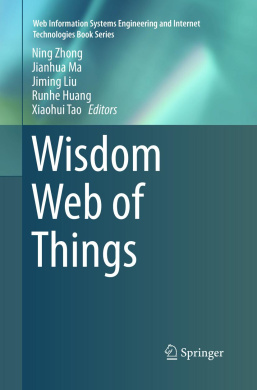 Web Information Systems Engineering and Internet
Technologies Book Series
Ning Zhong
Jianhua Ma
Jiming Liu
Runhe Huang
Xiaohui Tao Editors
Wisdom
Web of
Things
Springer